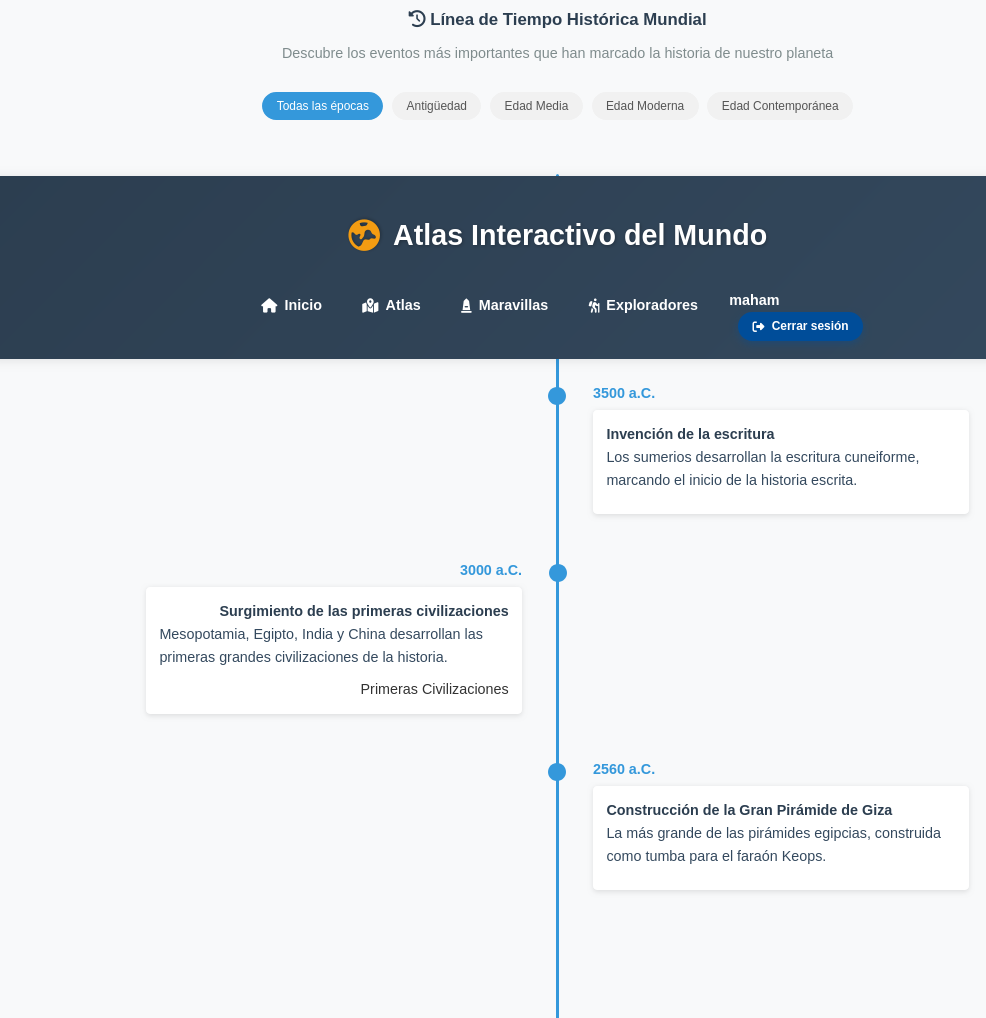 Línea de Tiempo Histórica Mundial
Descubre los eventos más importantes que han marcado la historia de nuestro planeta
Todas las épocas
Antigüedad
Edad Media
Edad Moderna
Edad Contemporánea
Atlas Interactivo del Mundo
Inicio
Atlas
Maravillas
Exploradores
maham
Cerrar sesión
3500 a.C.
Invención de la escritura
Los sumerios desarrollan la escritura cuneiforme,
marcando el inicio de la historia escrita.
3000 a.C.
Surgimiento de las primeras civilizaciones
Mesopotamia, Egipto, India y China desarrollan las
primeras grandes civilizaciones de la historia.
Primeras Civilizaciones
2560 a.C.
Construcción de la Gran Pirámide de Giza
La más grande de las pirámides egipcias, construida
como tumba para el faraón Keops.